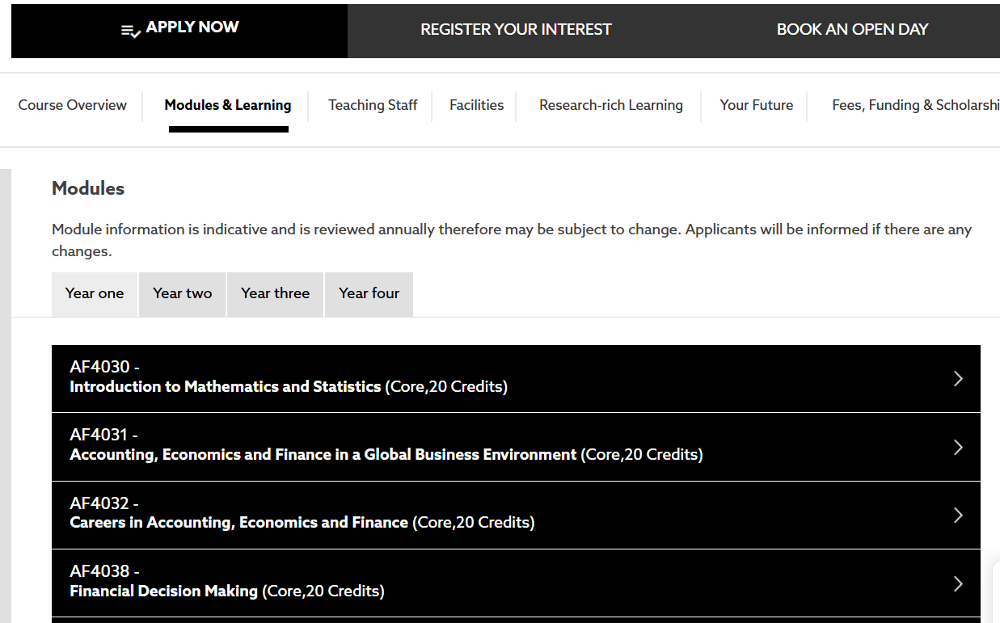 APPLY NOW
REGISTER YOUR INTEREST
BOOK AN OPEN DAY
Course Overview
Modules & Learning
Teaching Staff
Facilities
Research-rich Learning
Your Future
Fees, Funding & Scholarshi
Modules
Module information is indicative and is reviewed annually therefore may be subject to change. Applicants will be informed if there are any
changes.
Year one
Year two
Year three
Year four
AF4030 -
Introduction to Mathematics and Statistics (Core,20 Credits)
AF4031 -
Accounting, Economics and Finance in a Global Business Environment (Core,20 Credits)
AF4032 -
Careers in Accounting, Economics and Finance (Core,20 Credits)
AF4038 -
Financial Decision Making (Core,20 Credits)